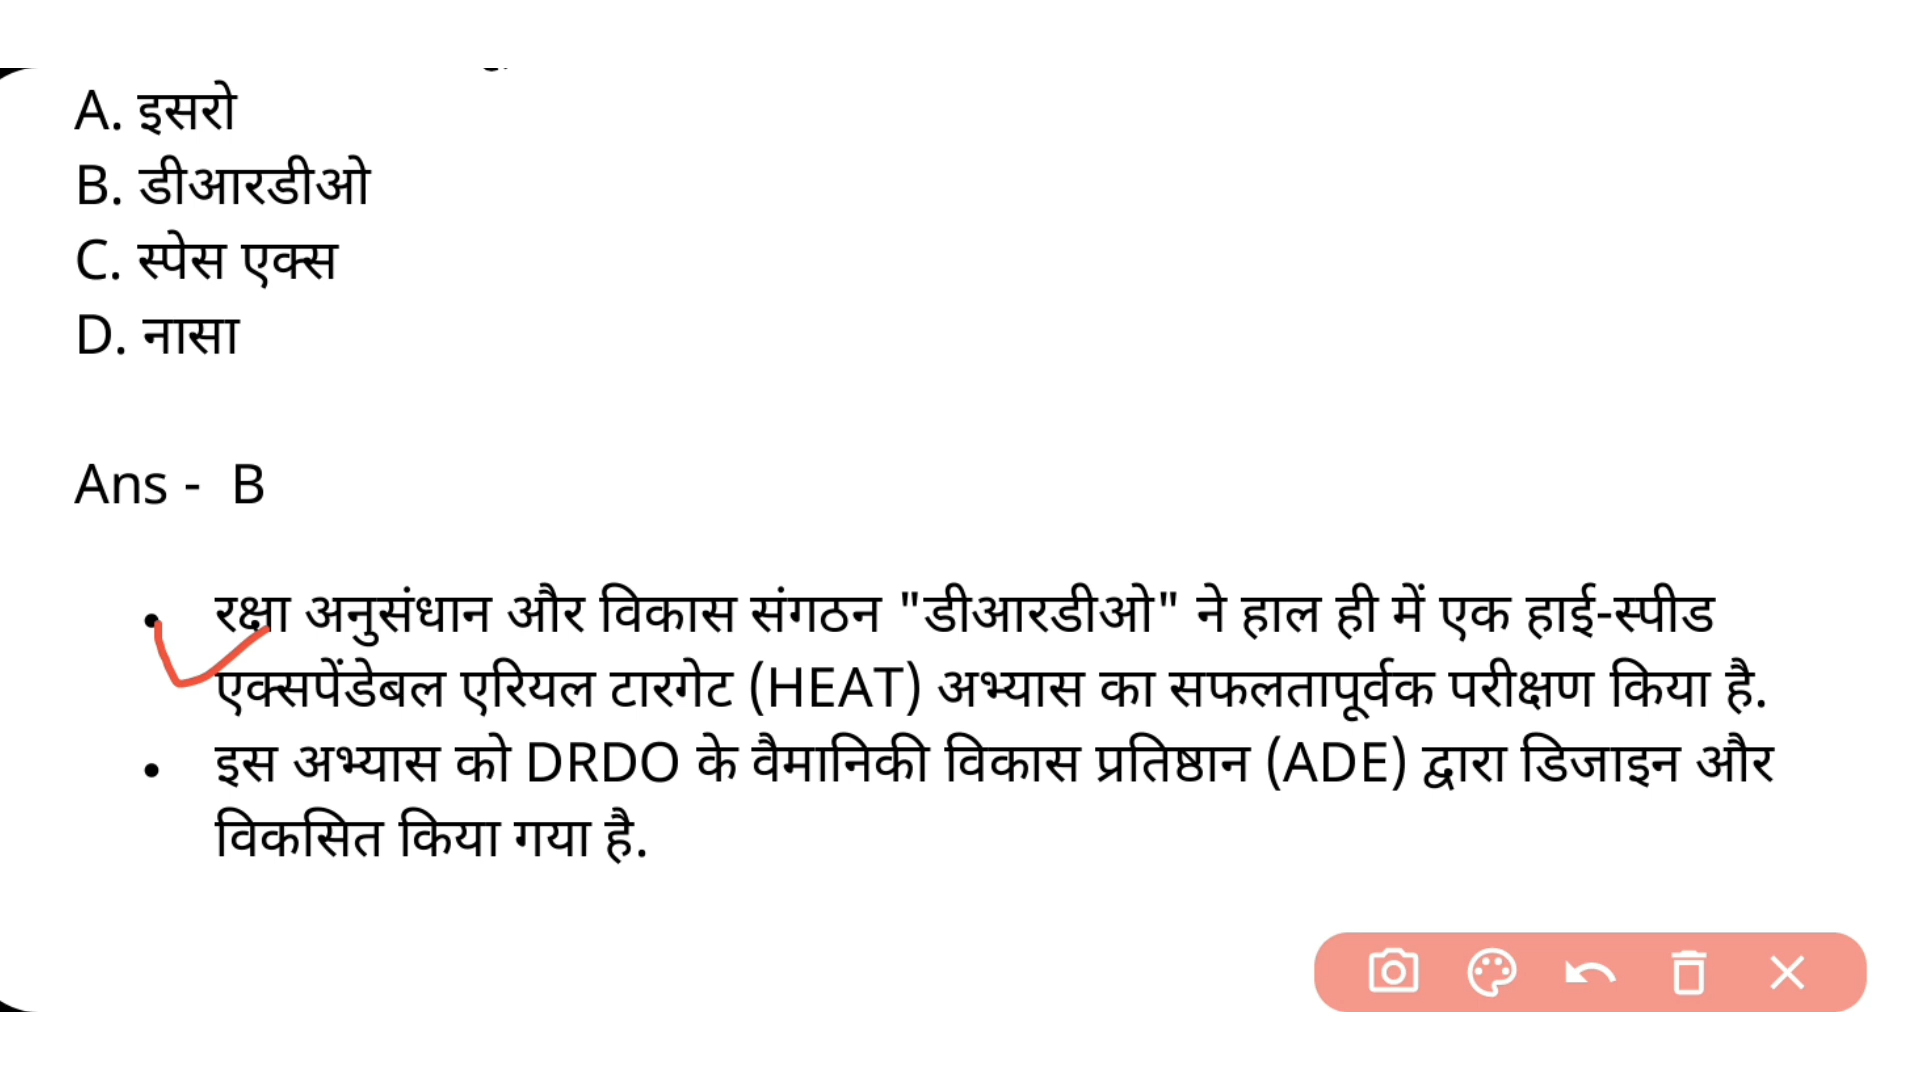 A. इसरो
B. डीआरडीओ
C. स्पेस एक्स
D. नासा
Ans - B
• रक्षा अनुसंधान और विकास संगठन "डीआरडीओ" ने हाल ही में एक हाई-स्पीड
एक्सपेंडेबल एरियल टारगेट (HEAT) अभ्यास का सफलतापूर्वक परीक्षण किया है.
• इस अभ्यास को DRDO के वैमानिकी विकास प्रतिष्ठान (ADE) द्वारा डिजाइन और
विकसित किया गया है.